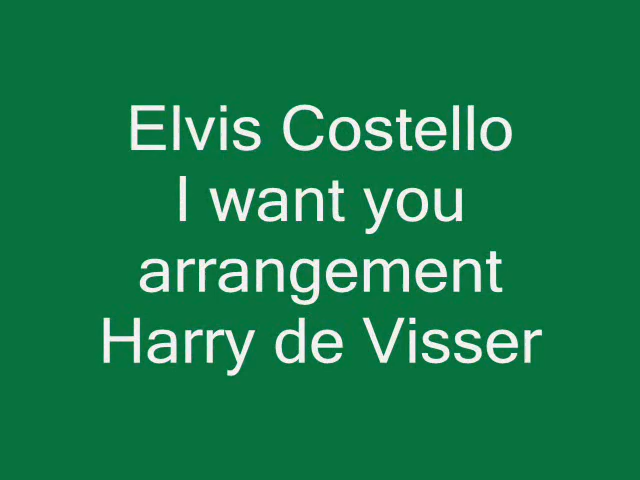 Elvis Costello
I want you
arrangement
Harry de Visser